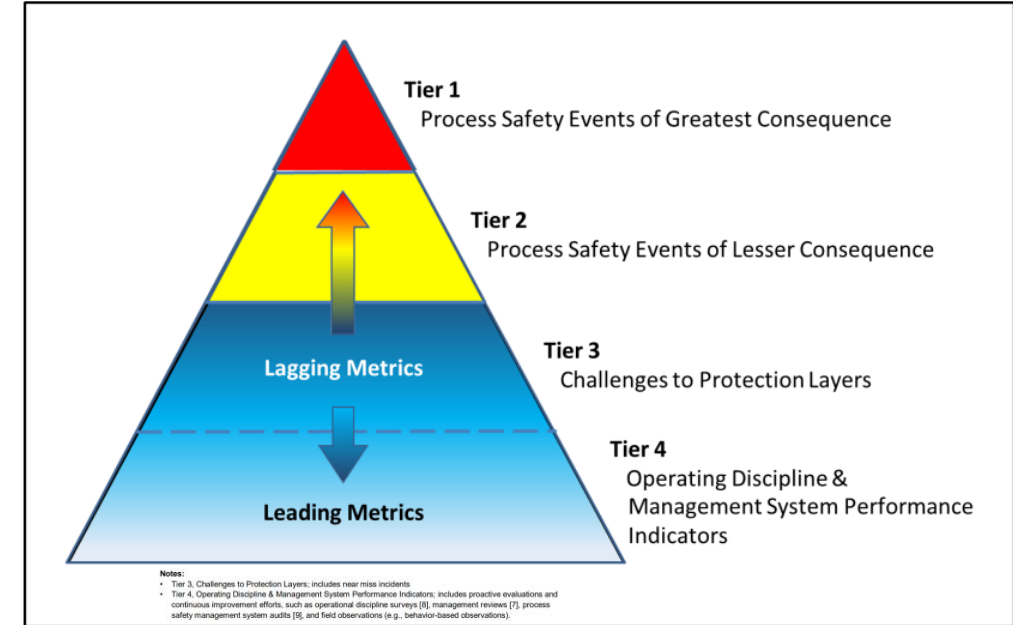 Tier 1
Process Safety Events of Greatest Consequence
Tier 2
Process Safety Events of Lesser Consequence
Lagging Metrics
Tier 3
Challenges to Protection Layers
Tier 4
Operating Discipline &
Management System Performance
Indicators
Leading Metrics
Notes:
• Tier 3, Challenges to Protection Layers; includes near miss incidents
• Tier 4, Operating Discipline & Management System Performance Indicators; includes proactive evaluations and
continuous improvement efforts, such as operational discipline surveys [8], management reviews [7], process
safety management system audits [9], and field observations (e.g., behavior-based observations).